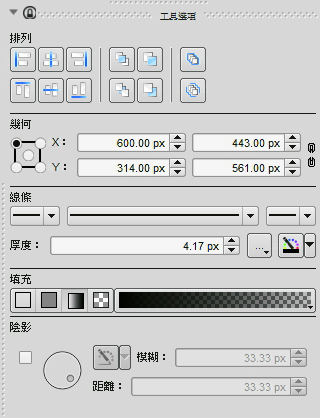 工具選項
排列
幾何
X： 600.00 px 443.00 px
Y： 314.00 px 561.00 px
線條
厚度： 4.17 px ...
填充
陰影
模糊： 33.33 px
距離： 33.33 px